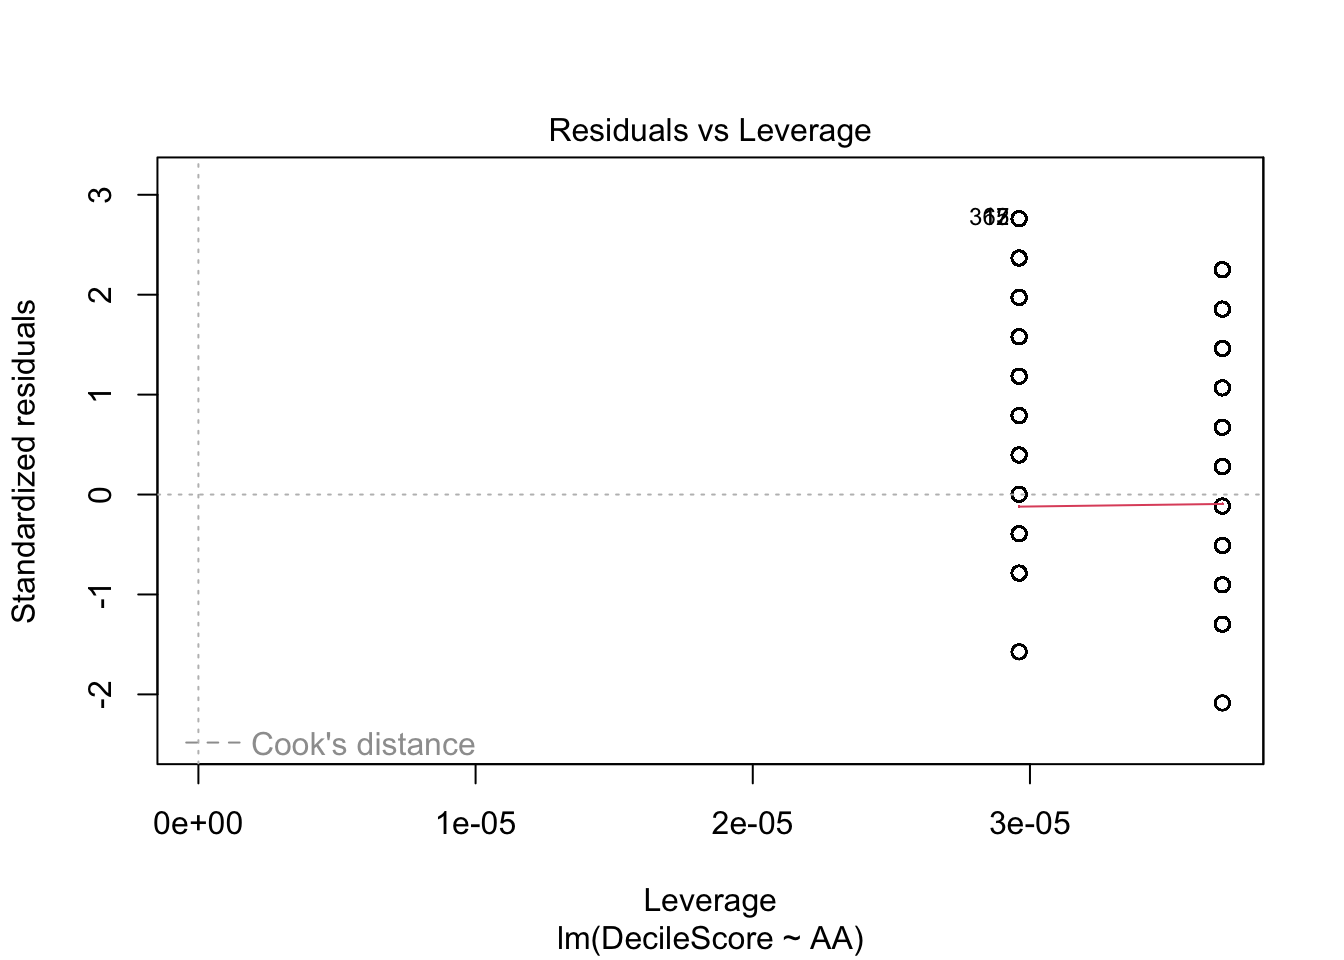 Residuals vs Leverage
Standardized residuals
3
2
1
0
-1
-2
Cook's distance
0e+00 1e-05 2e-05 3e-05
Leverage
lm(DecileScore ~ AA)